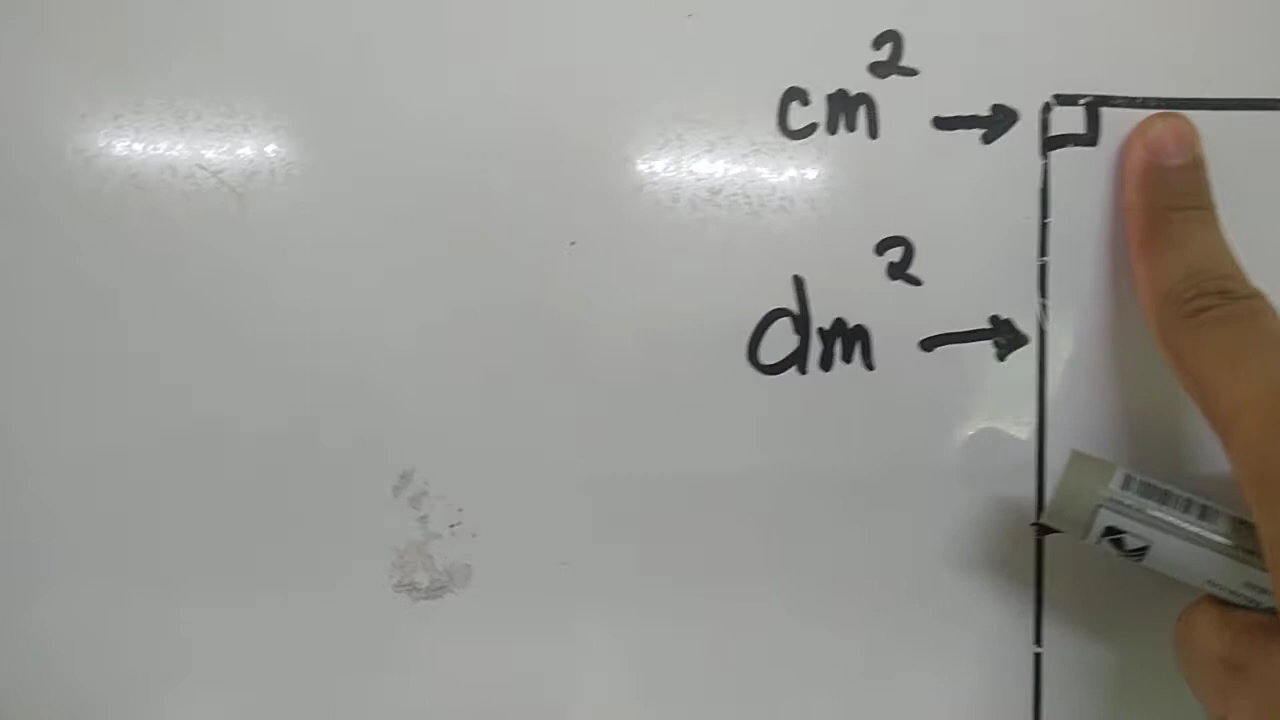 cm² →
dm² →